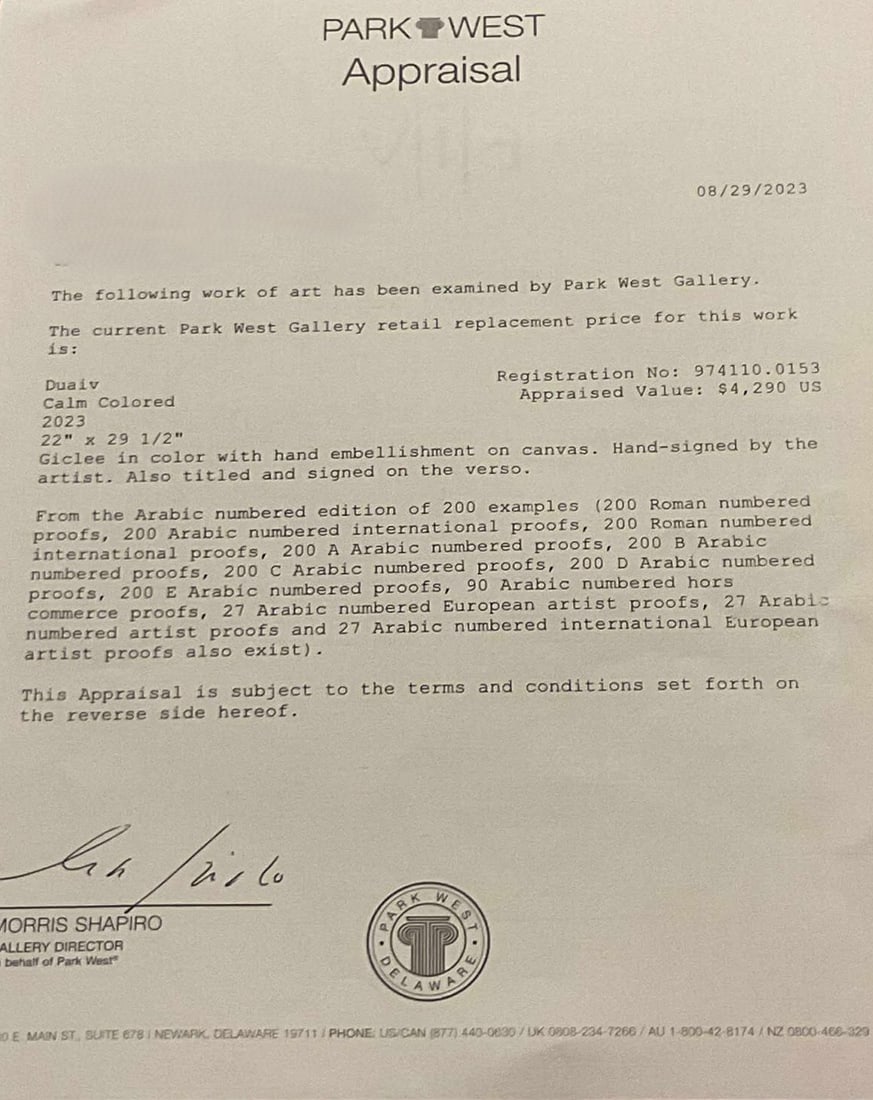 PARK WEST
Appraisal
08/29/2023
The following work of art has been examined by Park West Gallery.
The current Park West Gallery retail replacement price for this work
is:
Registration No: 974110.0153
Appraised Value: $4,290 US
Duaiv
Calm Colored
2023
22" x 29 1/2"
Giclee in color with hand embellishment on canvas. Hand-signed by the
artist. Also titled and signed on the verso.
From the Arabic numbered edition of 200 examples (200 Roman numbered
proofs, 200 Arabic numbered international proofs, 200 Roman numbered
international proofs, 200 A Arabic numbered proofs, 200 B Arabic
numbered proofs, 200 C Arabic numbered proofs, 200 D Arabic numbered
proofs, 200 E Arabic numbered proofs, 90 Arabic numbered hors
commerce proofs, 27 Arabic numbered European artist proofs, 27 Arabic
numbered artist proofs and 27 Arabic numbered international European
artist proofs also exist).
This Appraisal is subject to the terms and conditions set forth on
the reverse side hereof.
MORRIS SHAPIRO
ALLERY DIRECTOR
behalf of Park West®
PARK WEST
DELAWARE
0 E. MAIN ST., SUITE 678 | NEWARK, DELAWARE 19711 / PHONE: US/CAN (877) 440-0630 / UK 0808-234-7266 / AU 1-800-42-8174 / NZ 0800-466-329